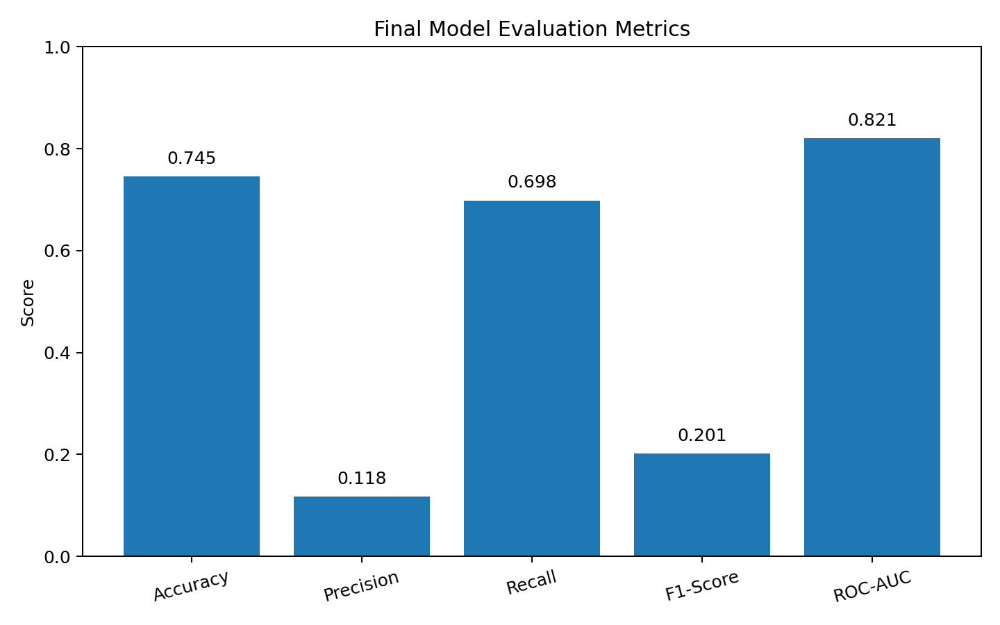 Final Model Evaluation Metrics
1.0
0.8
0.6
0.4
0.2
0.0
Score
0.745
0.118
0.698
0.201
0.821
Accuracy
Precision
Recall
F1-Score
ROC-AUC